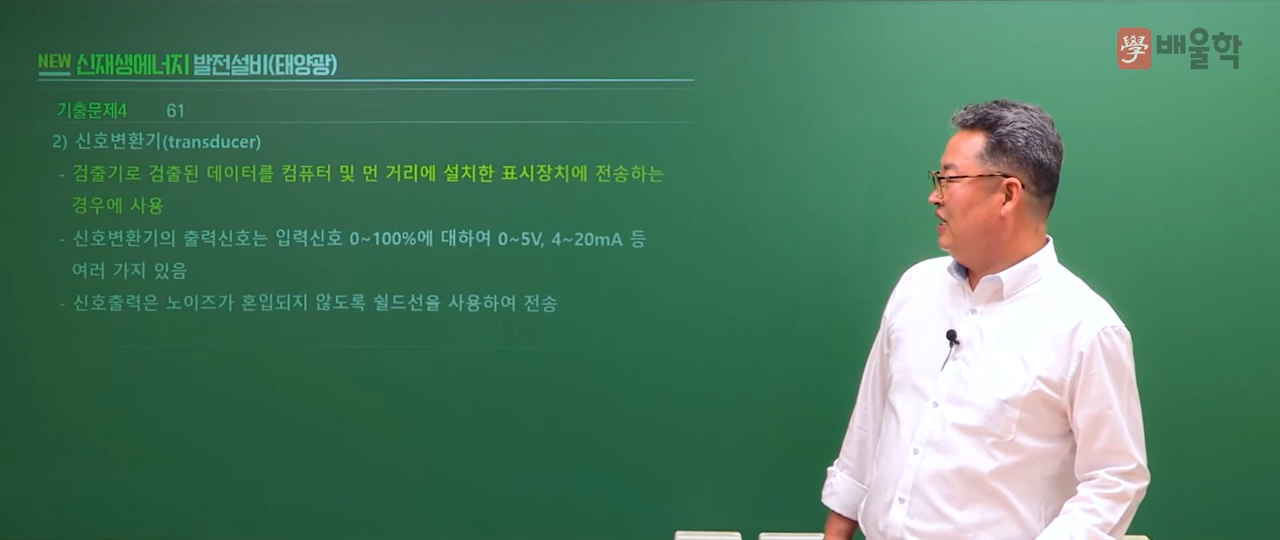 NEW 신재생에너지 발전설비(태양광)
學 배울학
기출문제4 61
2) 신호변환기(transducer)
- 검출기로 검출된 데이터를 컴퓨터 및 먼 거리에 설치한 표시장치에 전송하는
경우에 사용
- 신호변환기의 출력신호는 입력신호 0~100%에 대하여 0~5V, 4~20mA 등
여러 가지 있음
- 신호출력은 노이즈가 혼입되지 않도록 쉴드선을 사용하여 전송